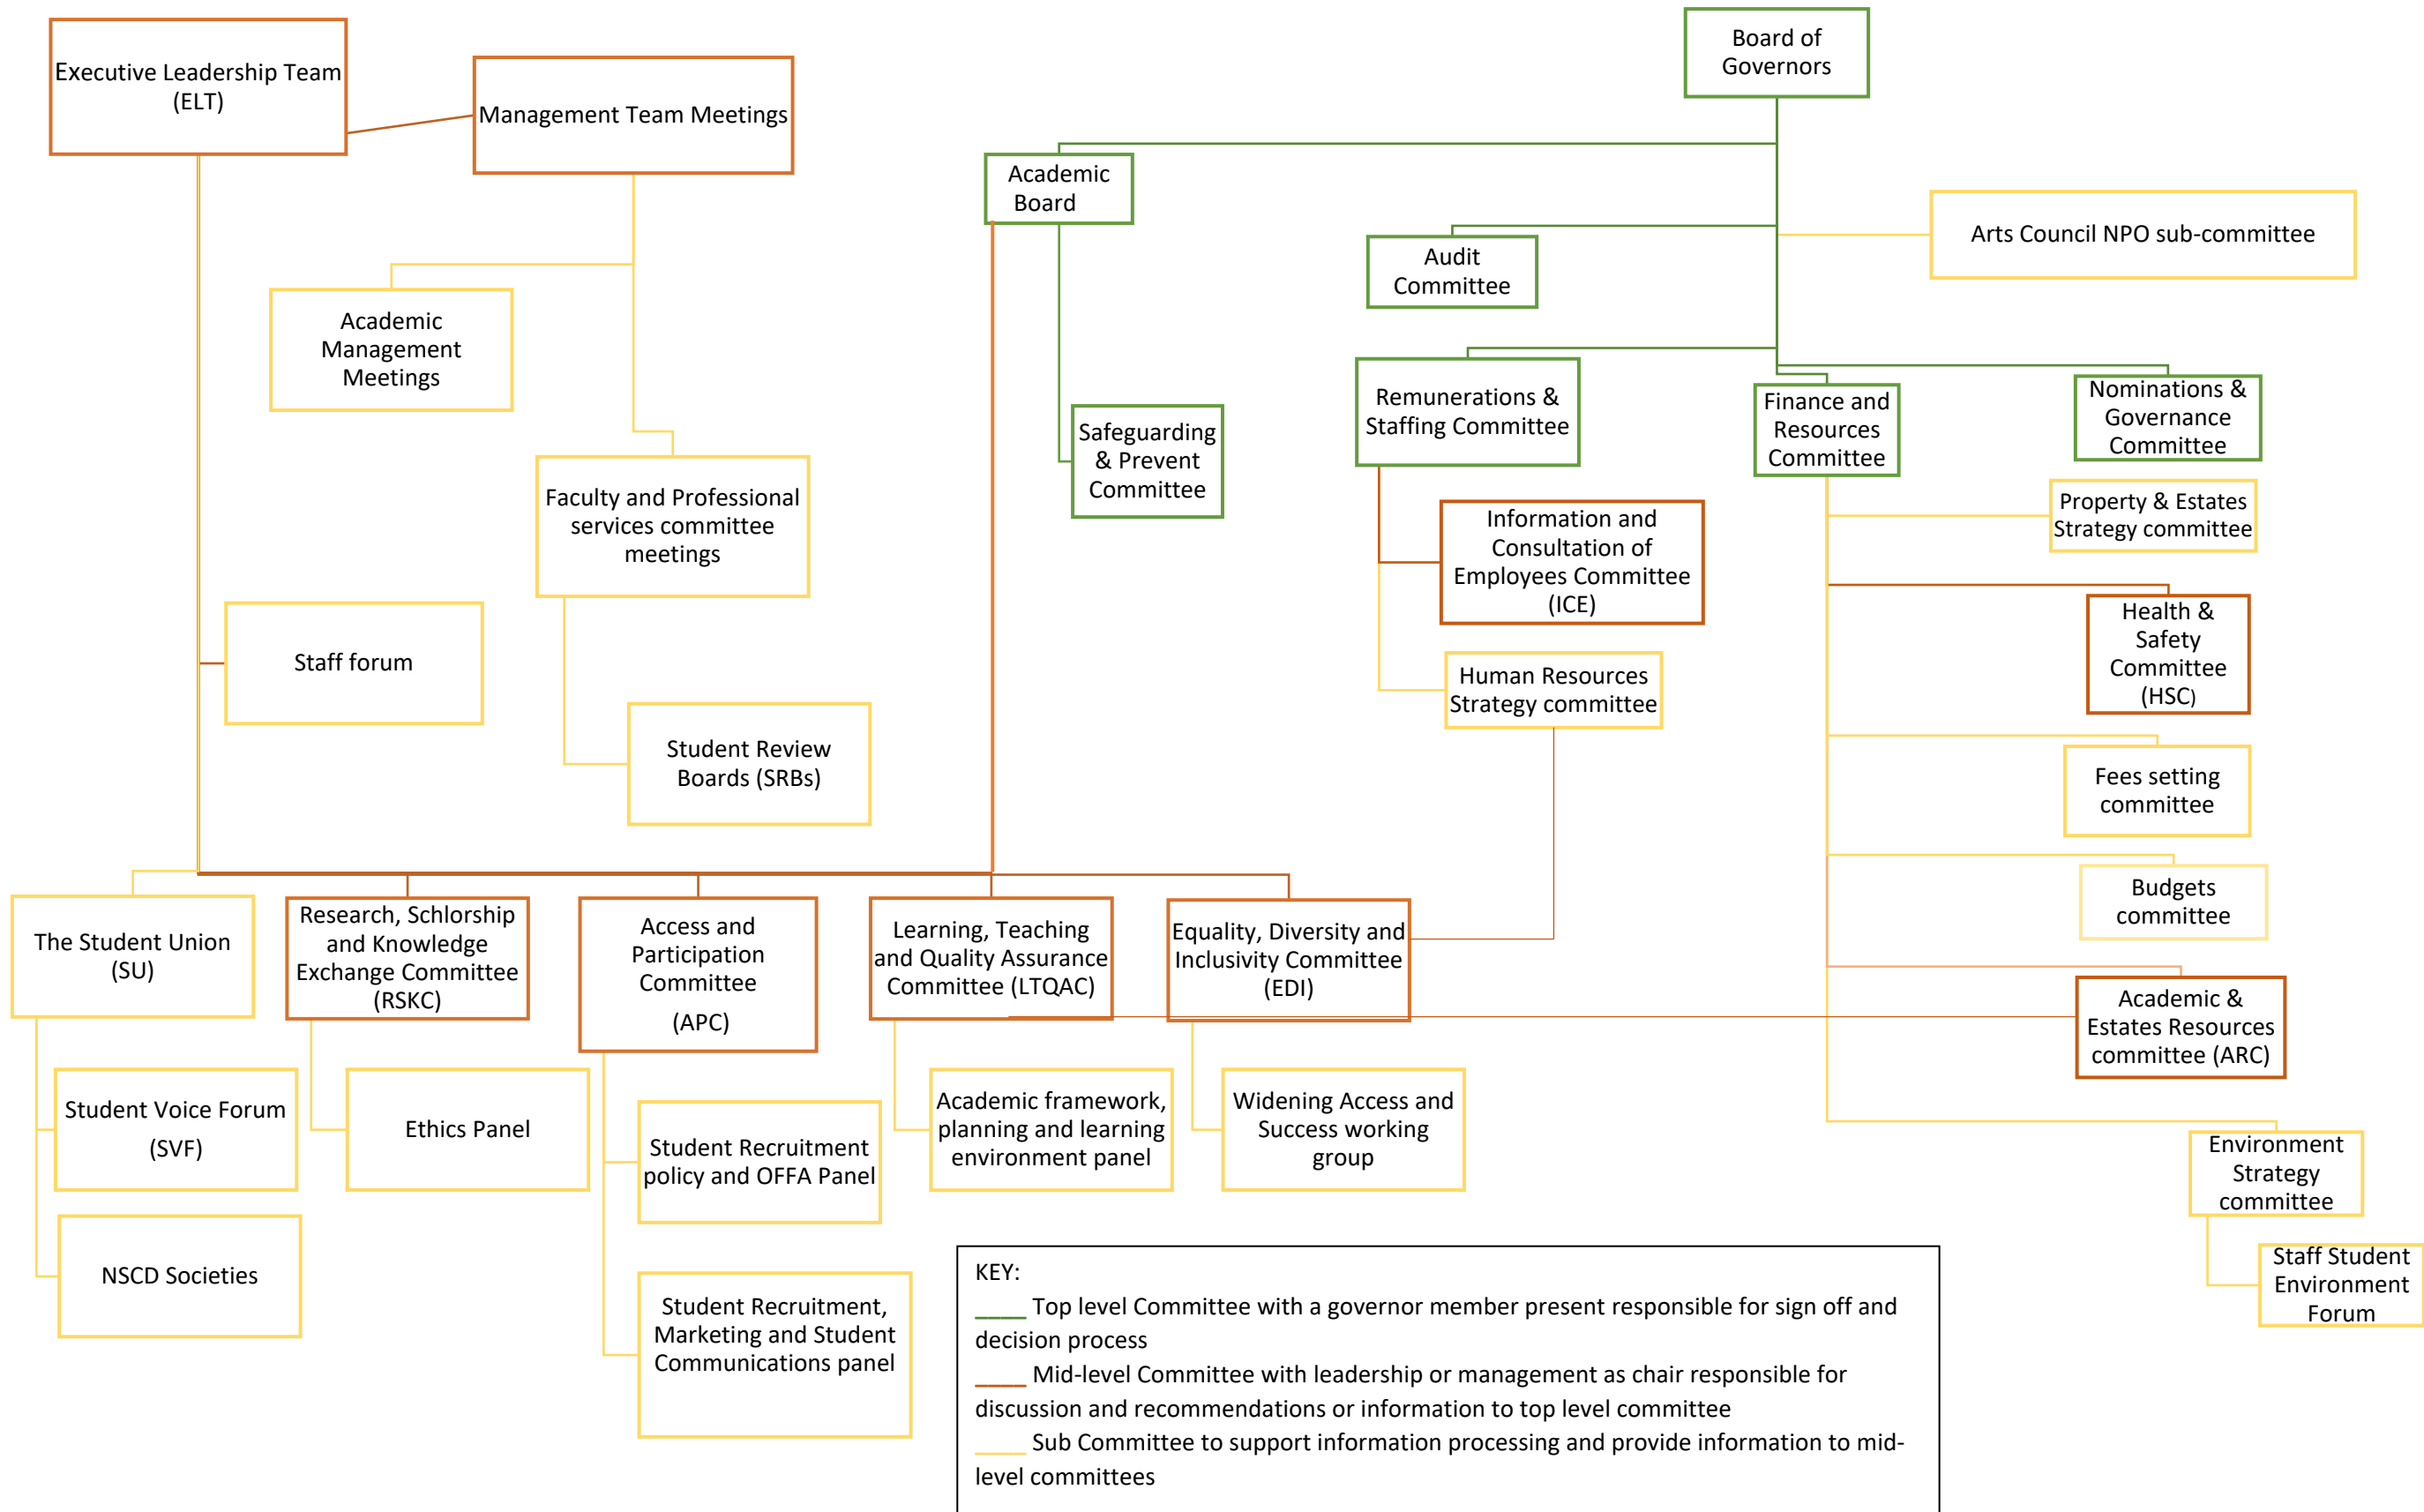 Executive Leadership Team
(ELT)
Management Team Meetings
Board of
Governors
Academic
Board
Arts Council NPO sub-committee
Audit
Committee
Academic
Management
Meetings
Remunerations &
Staffing Committee
Finance and
Resources
Committee
Nominations &
Governance
Committee
Safeguarding
& Prevent
Committee
Faculty and Professional
services committee
meetings
Property & Estates
Strategy committee
Information and
Consultation of
Employees Committee
(ICE)
Health &
Safety
Committee
(HSC)
Staff forum
Human Resources
Strategy committee
Student Review
Boards (SRBs)
Fees setting
committee
Budgets
committee
The Student Union
(SU)
Research, Schlorship
and Knowledge
Exchange Committee
(RSKC)
Access and
Participation
Committee
(APC)
Learning, Teaching
and Quality Assurance
Committee (LTQAC)
Equality, Diversity and
Inclusivity Committee
(EDI)
Academic &
Estates Resources
committee (ARC)
Student Voice Forum
(SVF)
Ethics Panel
Student Recruitment
policy and OFFA Panel
Academic framework,
planning and learning
environment panel
Widening Access and
Success working
group
Environment
Strategy
committee
NSCD Societies
Student Recruitment,
Marketing and Student
Communications panel
Staff Student
Environment
Forum
KEY:
____ Top level Committee with a governor member present responsible for sign off and
decision process
____ Mid-level Committee with leadership or management as chair responsible for
discussion and recommendations or information to top level committee
____ Sub Committee to support information processing and provide information to mid-
level committees